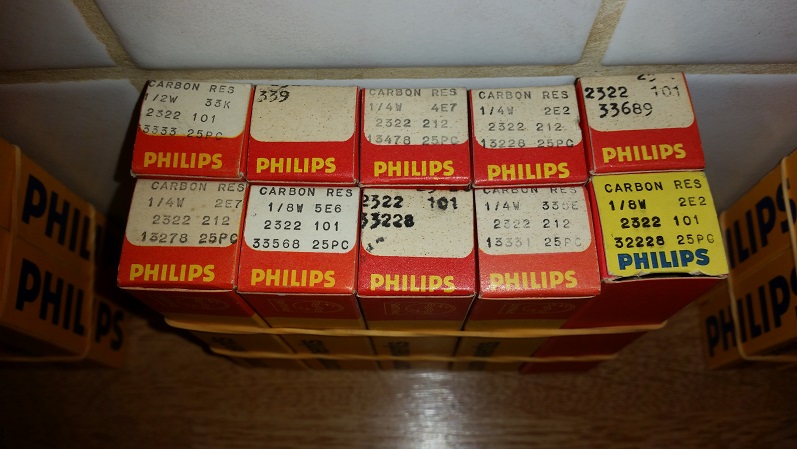 CARBON RES
1/2W 33K
2322 101
13333 25PC
PHILIPS
339
PHILIPS
CARBON RES
1/4W 4E7
2322 212
13478 25PC
PHILIPS
CARBON RES
1/4W 2E2
2322 212
13228 25PC
PHILIPS
2322 101
33689
PHILIPS
CARBON RES
1/4W 2E7
2322 212
13278 25PC
PHILIPS
CARBON RES
1/8W 5E6
2322 101
33568 25PC
PHILIPS
2322 101
33228
PHILIPS
CARBON RES
1/4W
2322 212
13331 25PC
PHILIPS
CARBON RES
1/8W 2E2
2322 101
32228 25PC
PHILIPS
PHILIPS
PHILIPS
PHILIPS
PHILIPS